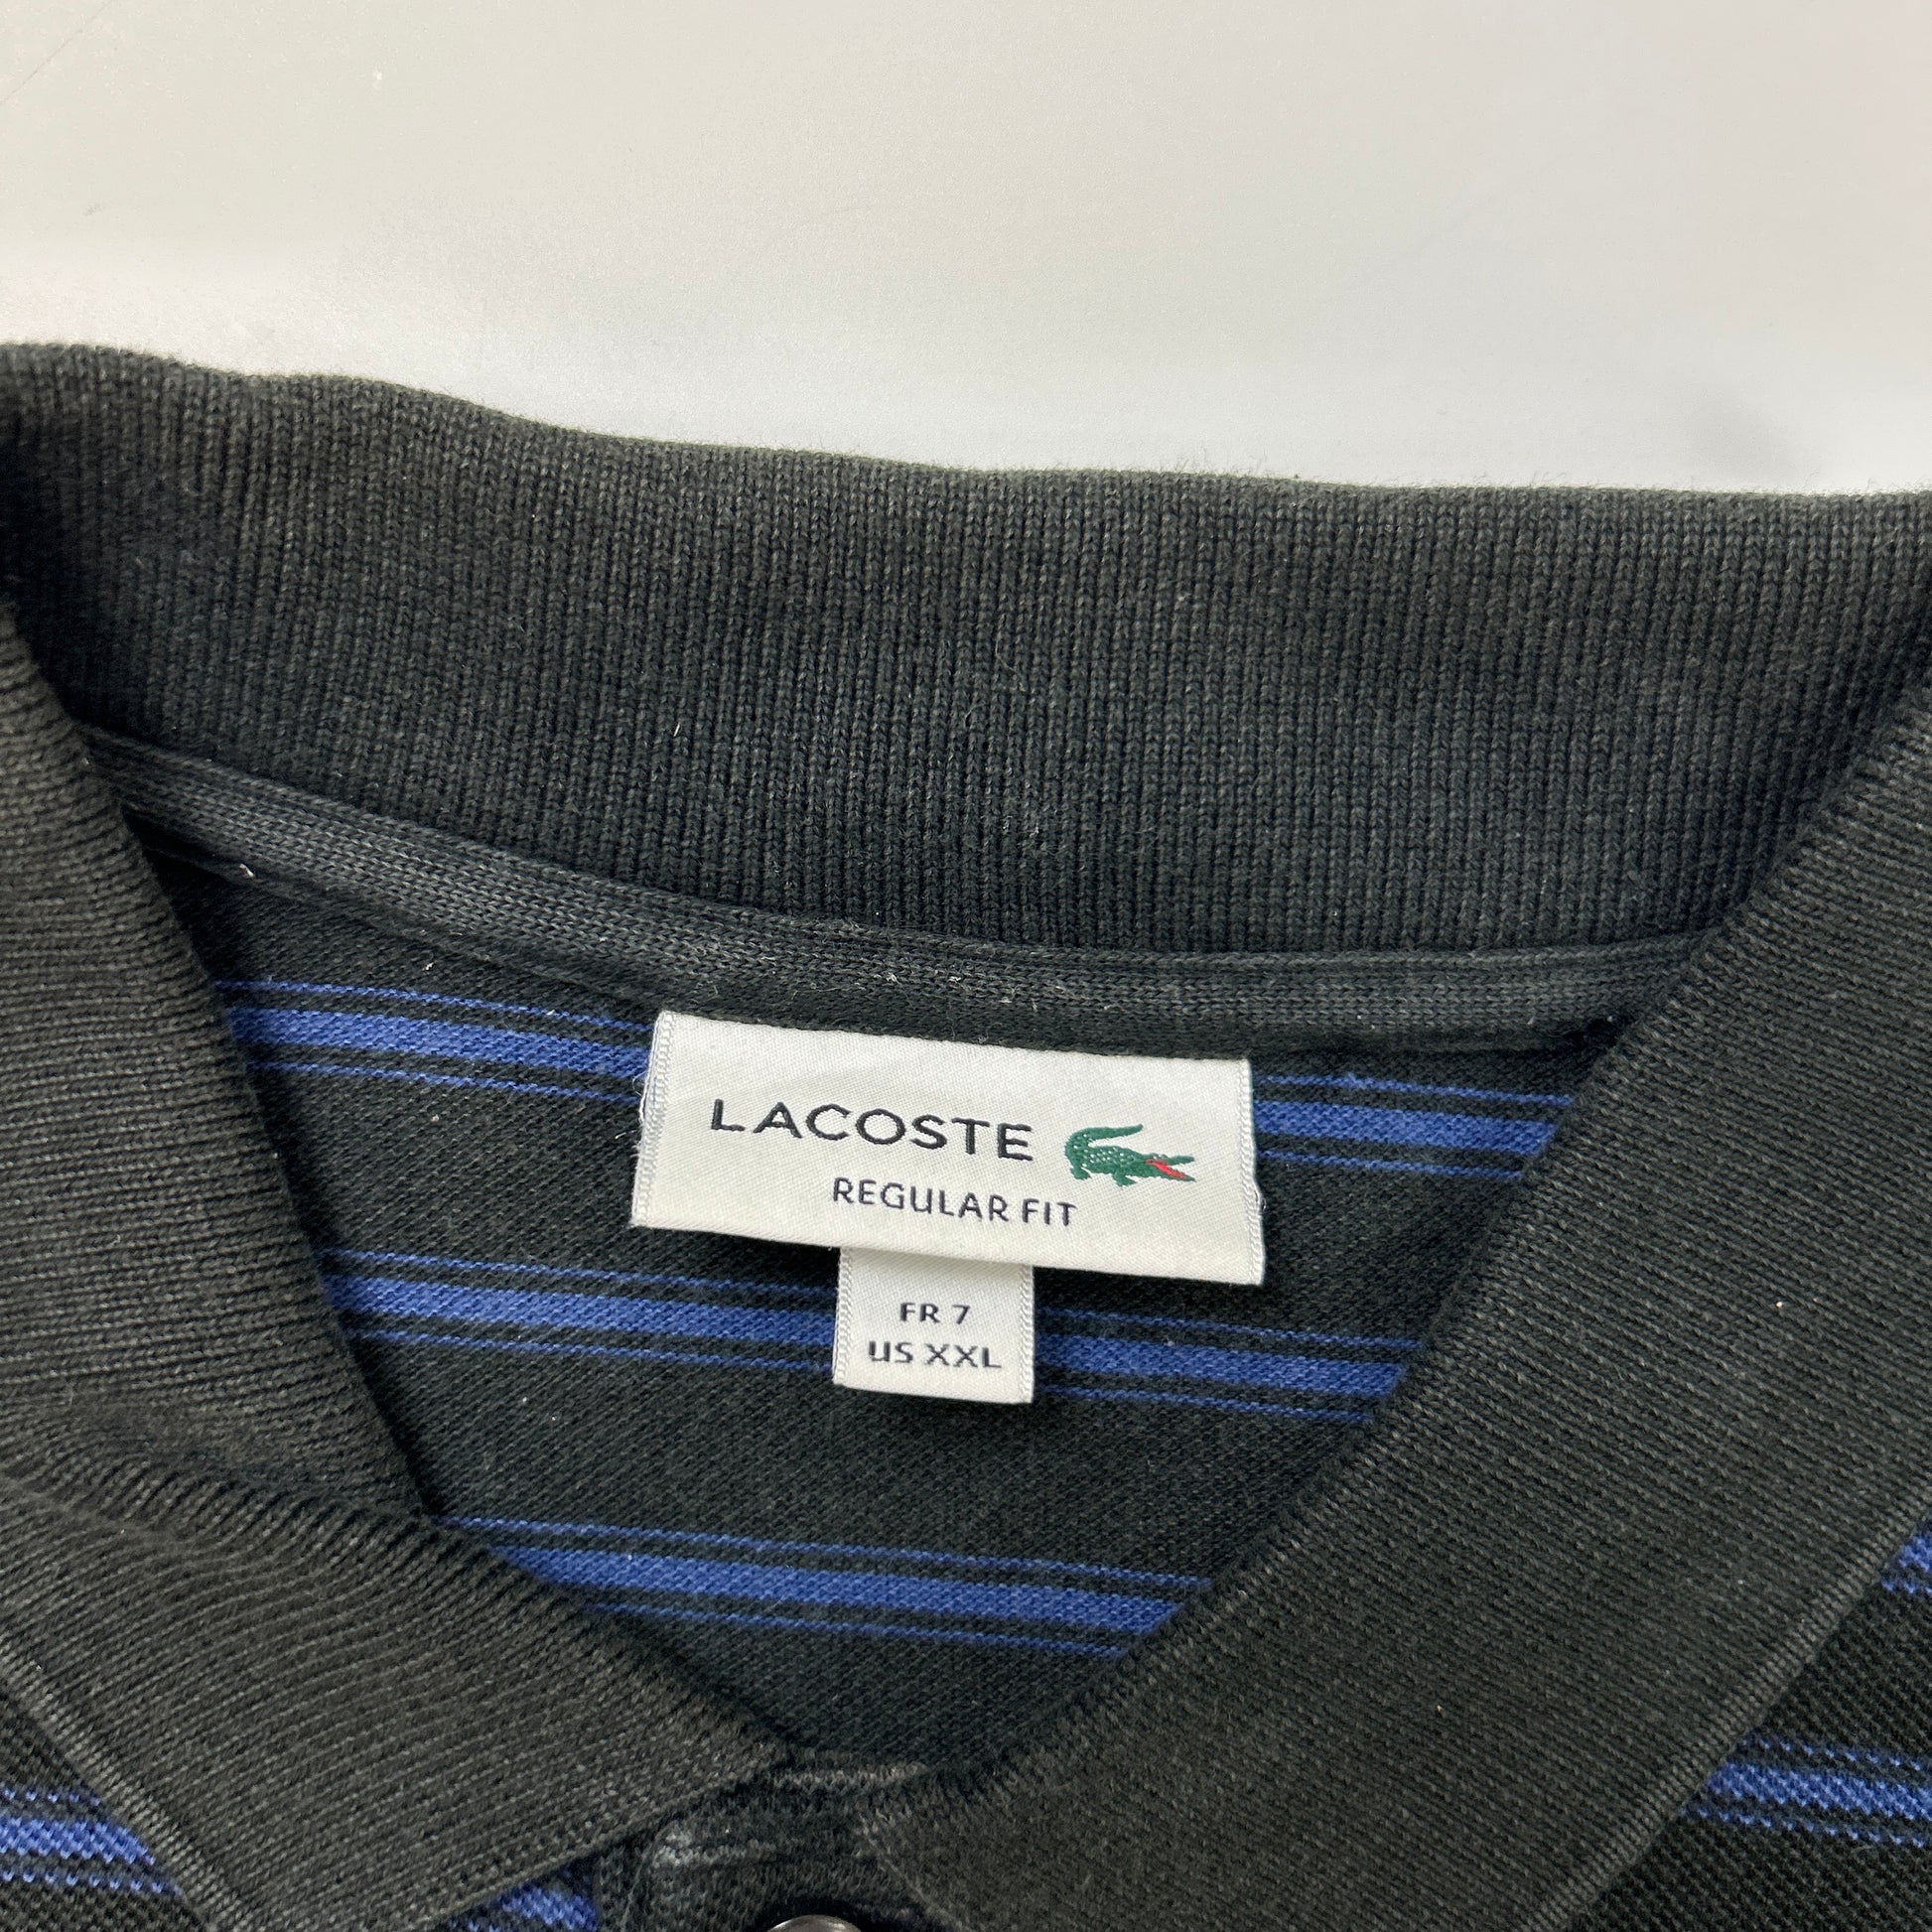 LACOSTE
REGULAR FIT
FR 7
US XXL